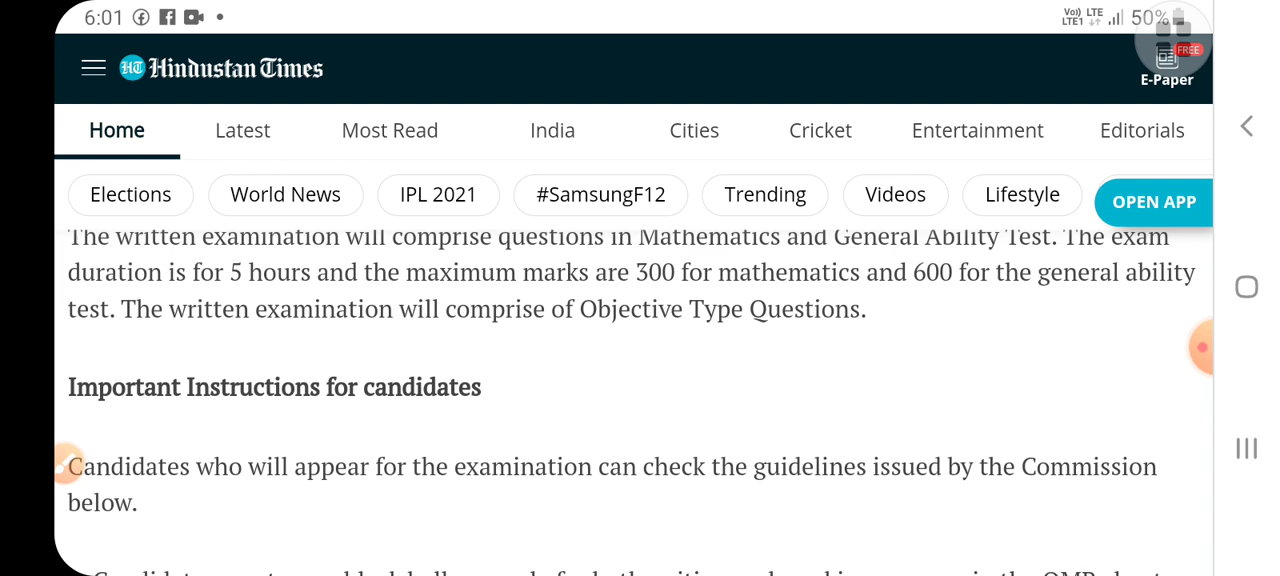 6:01
Vo) LTE
LTE1
50%
HT Hindustan Times
FREE
E-Paper
Home Latest Most Read India Cities Cricket Entertainment Editorials
Elections World News IPL 2021 #SamsungF12 Trending Videos Lifestyle
OPEN APP
The written examination will comprise questions in Mathematics and General Ability Test. The exam
duration is for 5 hours and the maximum marks are 300 for mathematics and 600 for the general ability
test. The written examination will comprise of Objective Type Questions.
Important Instructions for candidates
Candidates who will appear for the examination can check the guidelines issued by the Commission
below.